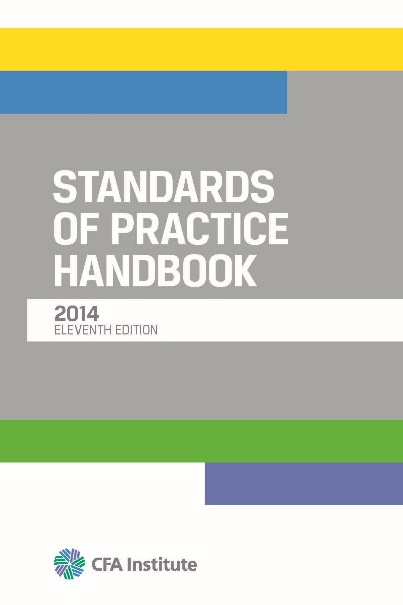 STANDARDS
OF PRACTICE
HANDBOOK
2014
ELEVENTH EDITION
CFA Institute